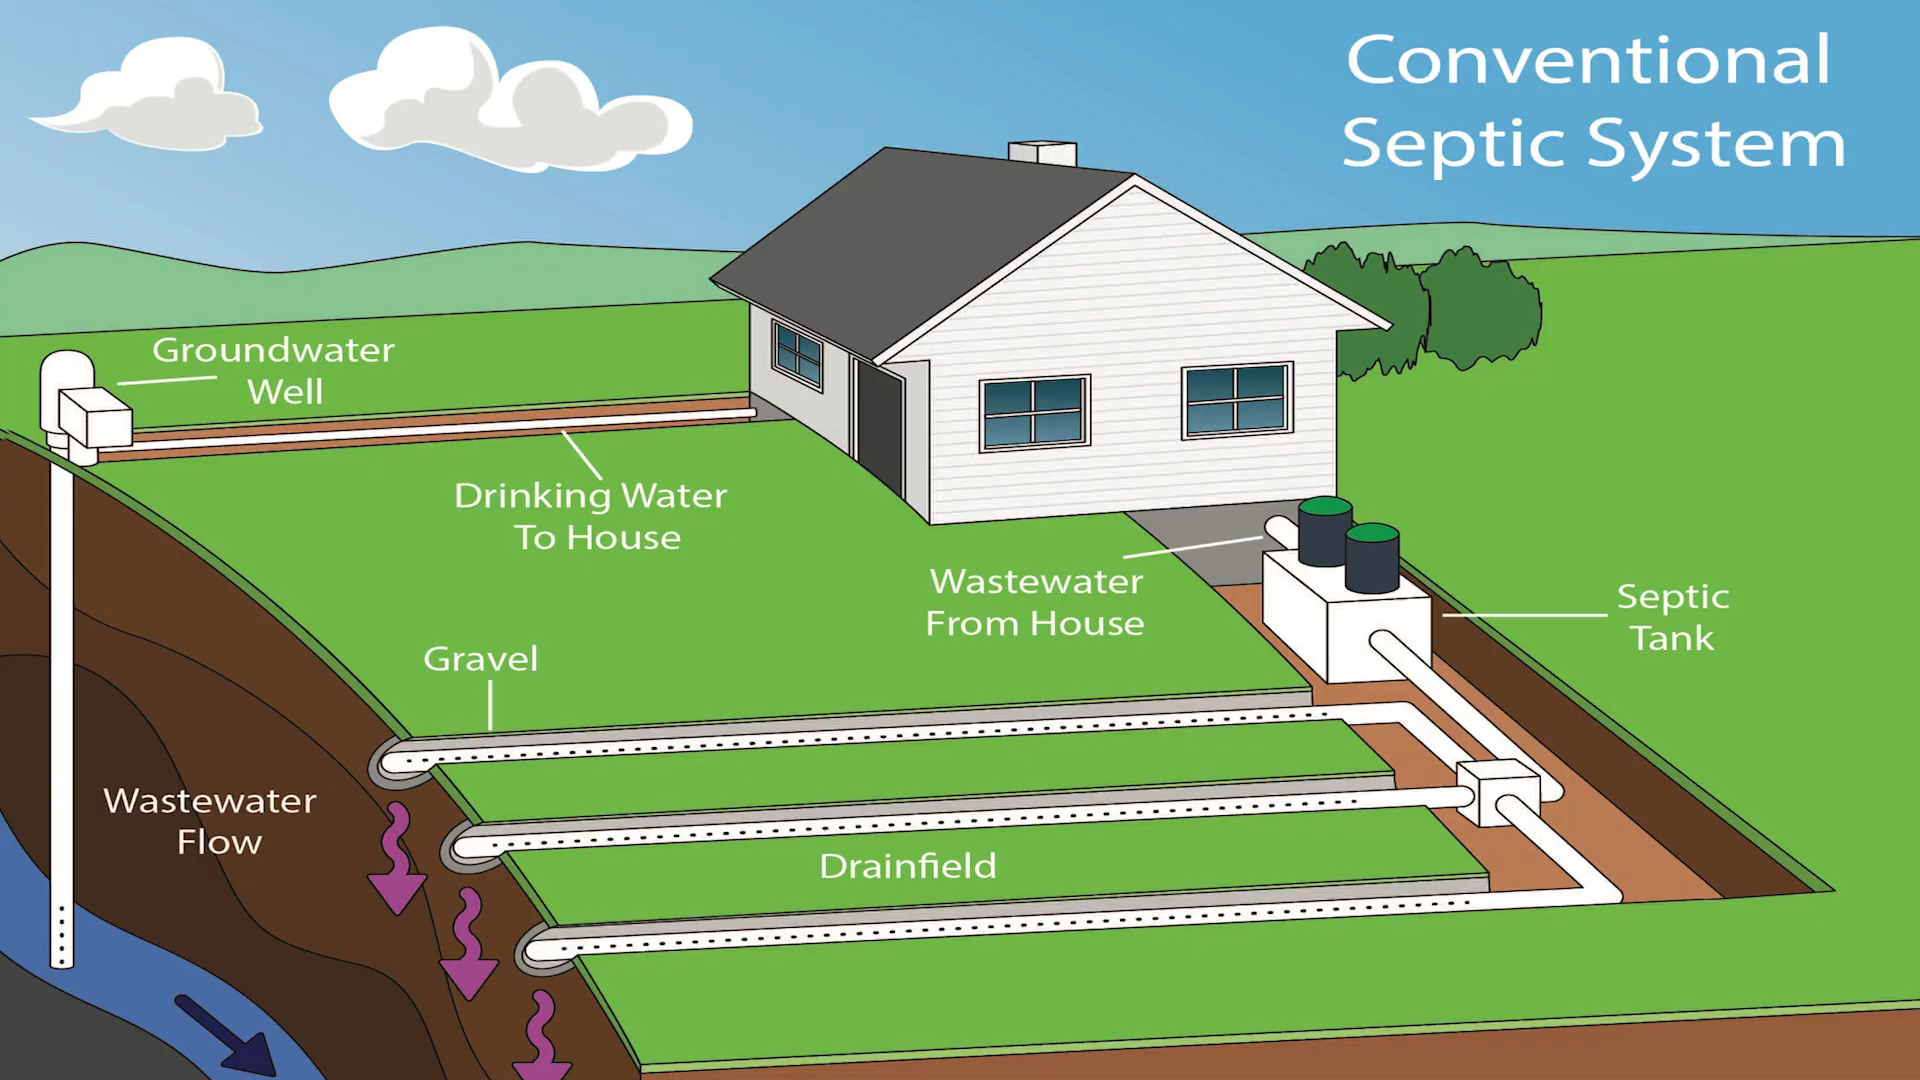 Conventional
Septic System
Groundwater
Well
Drinking Water
To House
Wastewater
From House
Septic
Tank
Gravel
Wastewater
Flow
Drainfield